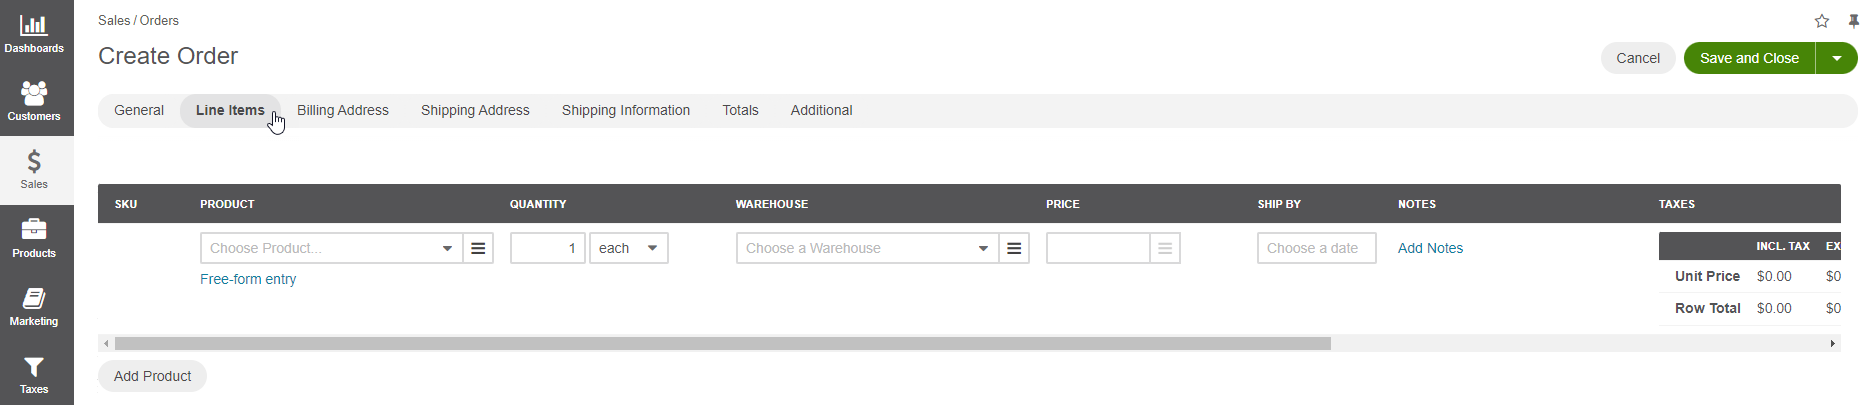 Dashboards
Customers
Sales
Products
Marketing
Taxes
Sales / Orders
Create Order
Cancel
Save and Close
General Line Items Billing Address Shipping Address Shipping Information Totals Additional
SKU PRODUCT QUANTITY WAREHOUSE PRICE SHIP BY NOTES TAXES
Choose Product... 1 each Choose a Warehouse Choose a date Add Notes
Free-form entry
INCL. TAX EX
Unit Price $0.00 $0
Row Total $0.00 $0
Add Product